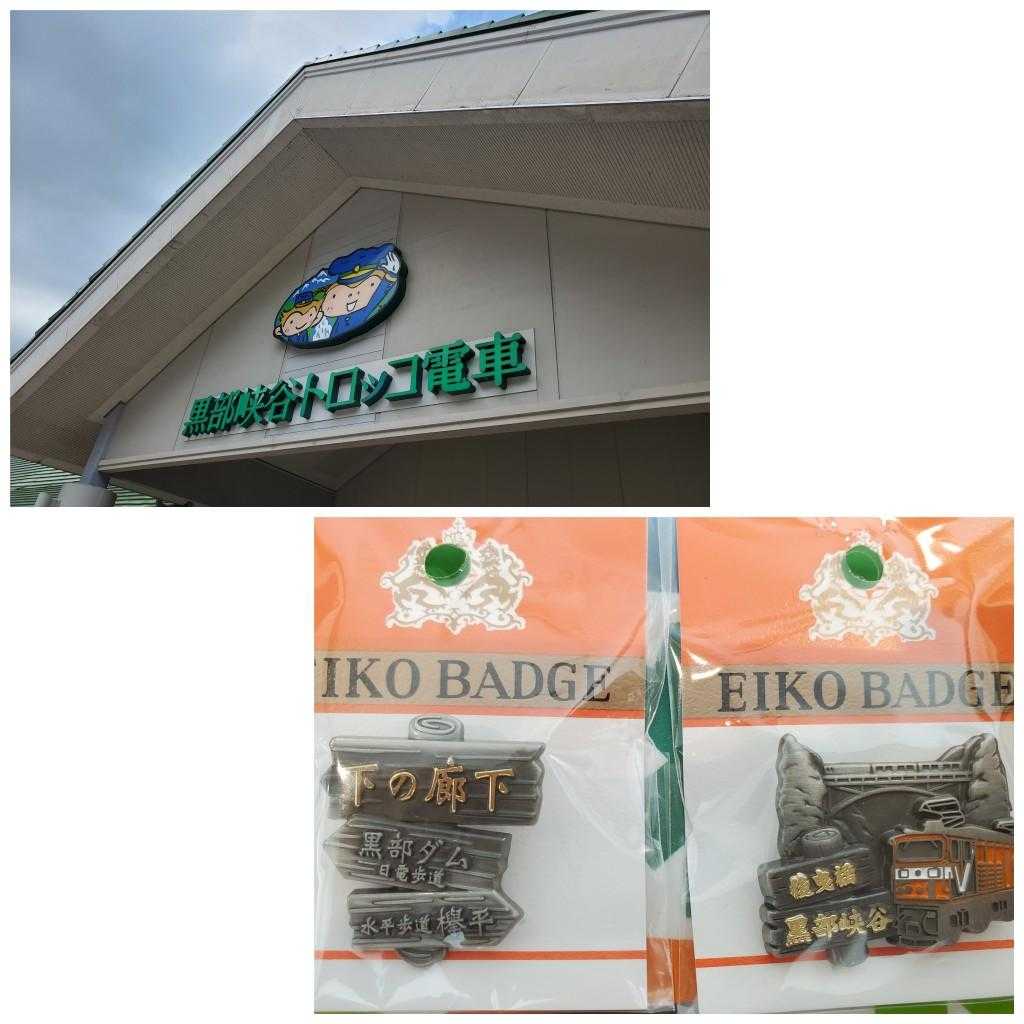 黒部峡谷トロッコ電車
EIKO BADGE
下の廊下
黒部ダム
日電歩道
水平歩道 欅平
EIKO BADGE
後曳橋
黒部峡谷